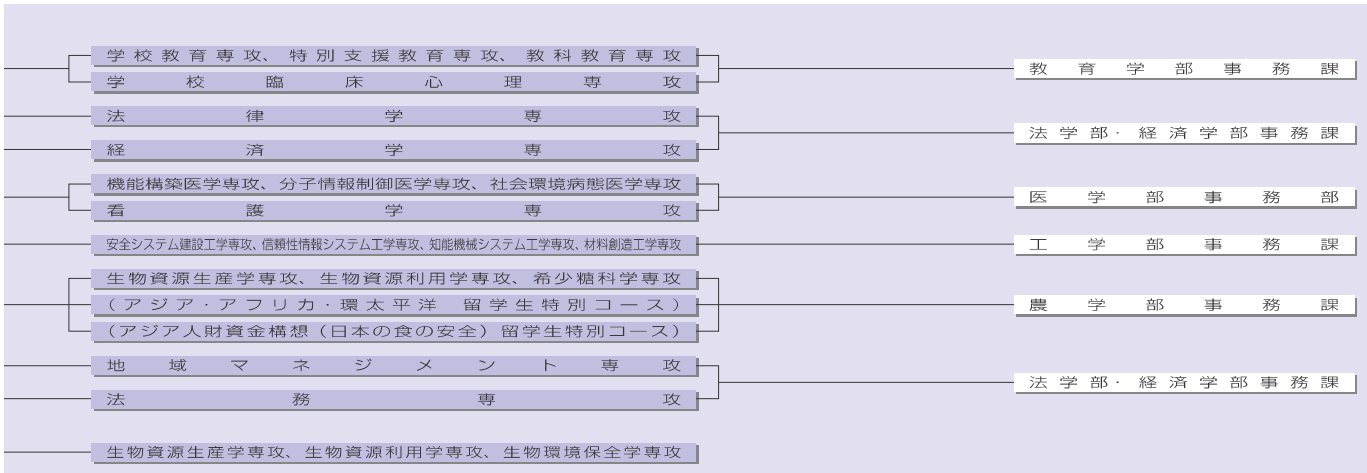 学校教育専攻、特別支援教育専攻、教科教育専攻
学校臨床心理専攻
教育学部事務課
法律学専攻
経済学専攻
法学部・経済学部事務課
機能構築医学専攻、分子情報制御医学専攻、社会環境病態医学専攻
看護学専攻
医学部事務部
安全システム建設工学専攻、信頼性情報システム工学専攻、知能機械システム工学専攻、材料創造工学専攻
工学部事務課
生物資源生産学専攻、生物資源利用学専攻、希少糖科学専攻
(アジア・アフリカ・環太平洋 留学生特別コース)
(アジア人財資金構想(日本の食の安全)留学生特別コース)
農学部事務課
地域マネジメント専攻
法務専攻
法学部・経済学部事務課
生物資源生産学専攻、生物資源利用学専攻、生物環境保全学専攻